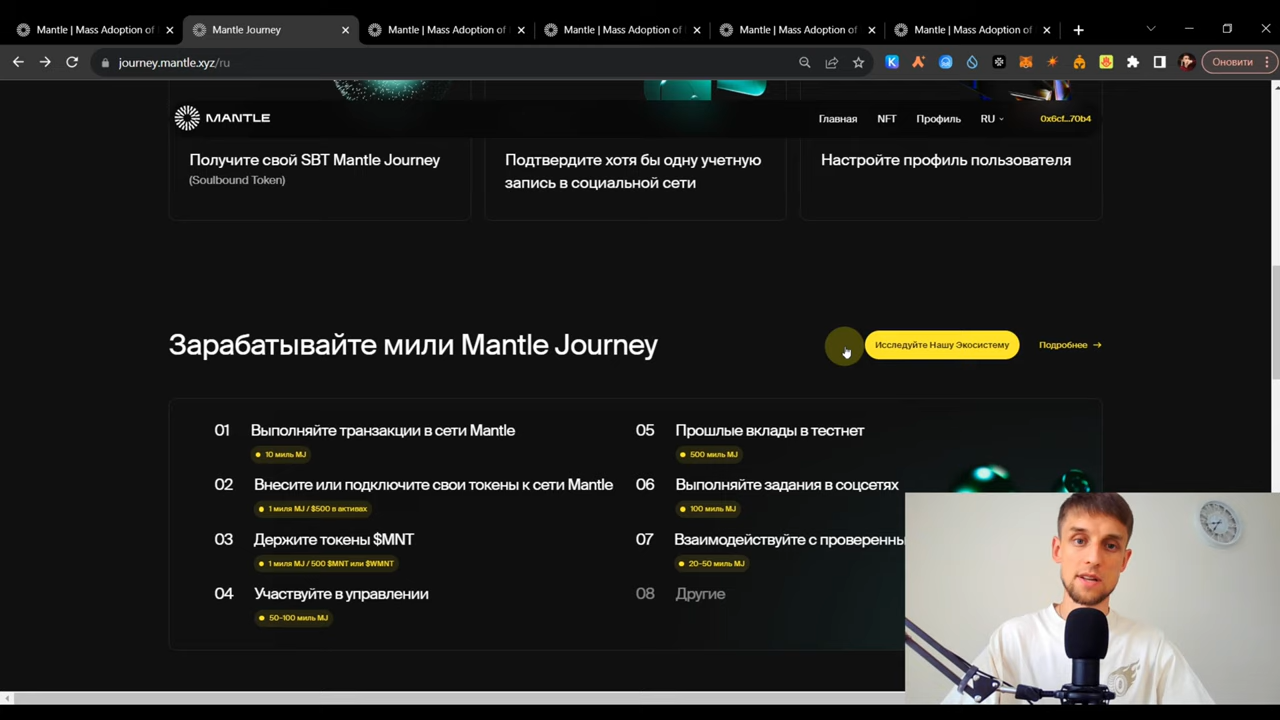 Mantle | Mass Adoption of
Mantle Journey
Mantle | Mass Adoption of
Mantle | Mass Adoption of
Mantle | Mass Adoption of
Mantle | Mass Adoption of
journey.mantle.xyz/ru
Оновити
MANTLE
Главная
NFT
Профиль
RU
0x6cf...70b4
Получите свой SBT Mantle Journey
(Soulbound Token)
Подтвердите хотя бы одну учетную
запись в социальной сети
Настройте профиль пользователя
Зарабатывайте мили Mantle Journey
Исследуйте Нашу Экосистему
Подробнее →
01 Выполняйте транзакции в сети Mantle
10 миль MJ
02 Внесите или подключите свои токены к сети Mantle
1 миля MJ / $500 в активах
03 Держите токены $MNT
1 миля MJ / 500 $MNT или $WMNT
04 Участвуйте в управлении
50-100 миль MJ
05 Прошлые вклады в тестнет
500 миль MJ
06 Выполняйте задания в соцсетях
100 миль MJ
07 Взаимодействуйте с проверенны
20-50 миль MJ
08 Другие